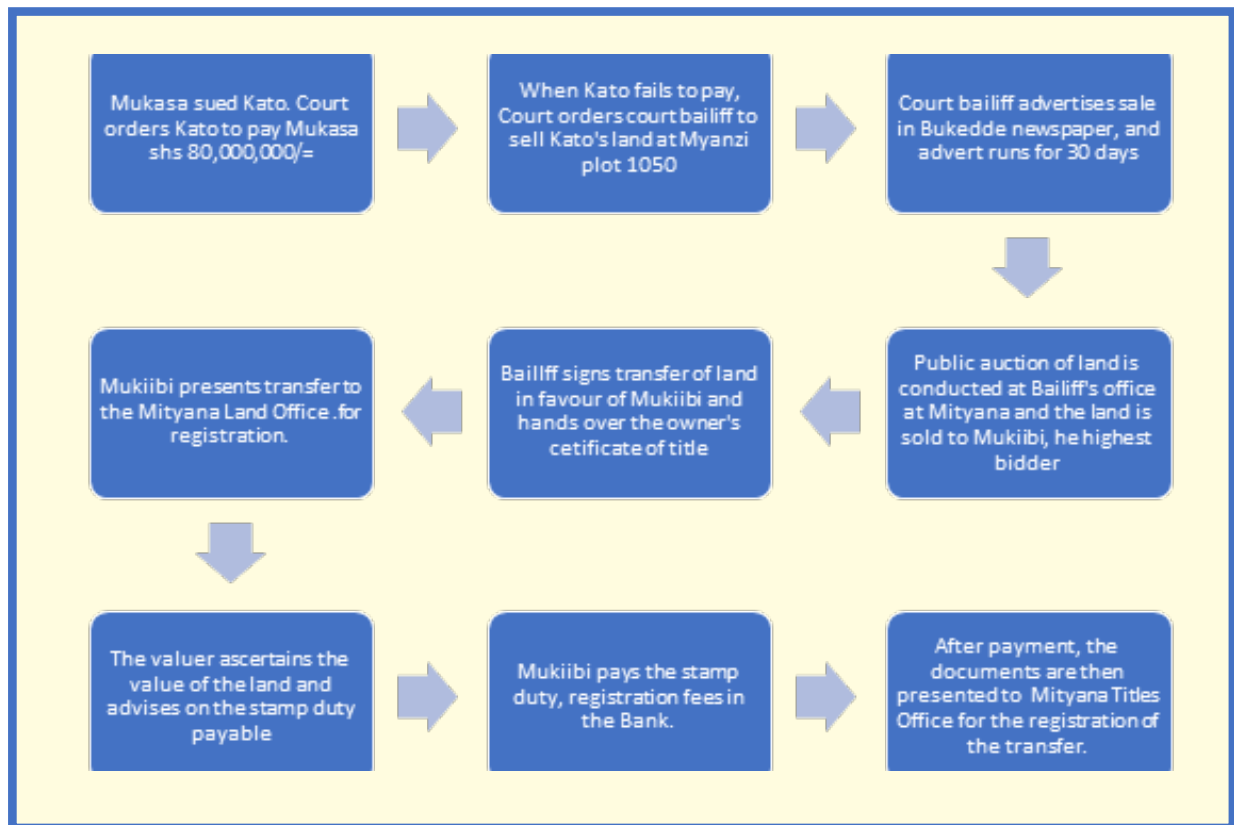 Mukasa sued Kato. Court
orders Kato to pay Mukasa
shs 80,000,000/=
When Kato fails to pay,
Court orders court bailiff to
sell Kato's land at Myanzi
plot 1050
Court bailiff advertises sale
in Bukedde newspaper, and
advert runs for 30 days
Public auction of land is
conducted at Bailiff's office
at Mityana and the land is
sold to Mukiibi, he highest
bidder
Bailiff signs transfer of land
in favour of Mukiibi and
hands over the owner's
cetificate of title
Mukiibi presents transfer to
the Mityana Land Office .for
registration.
The valuer ascertains the
value of the land and
advises on the stamp duty
payable
Mukiibi pays the stamp
duty, registration fees in
the Bank.
After payment, the
documents are then
presented to Mityana Titles
Office for the registration of
the transfer.